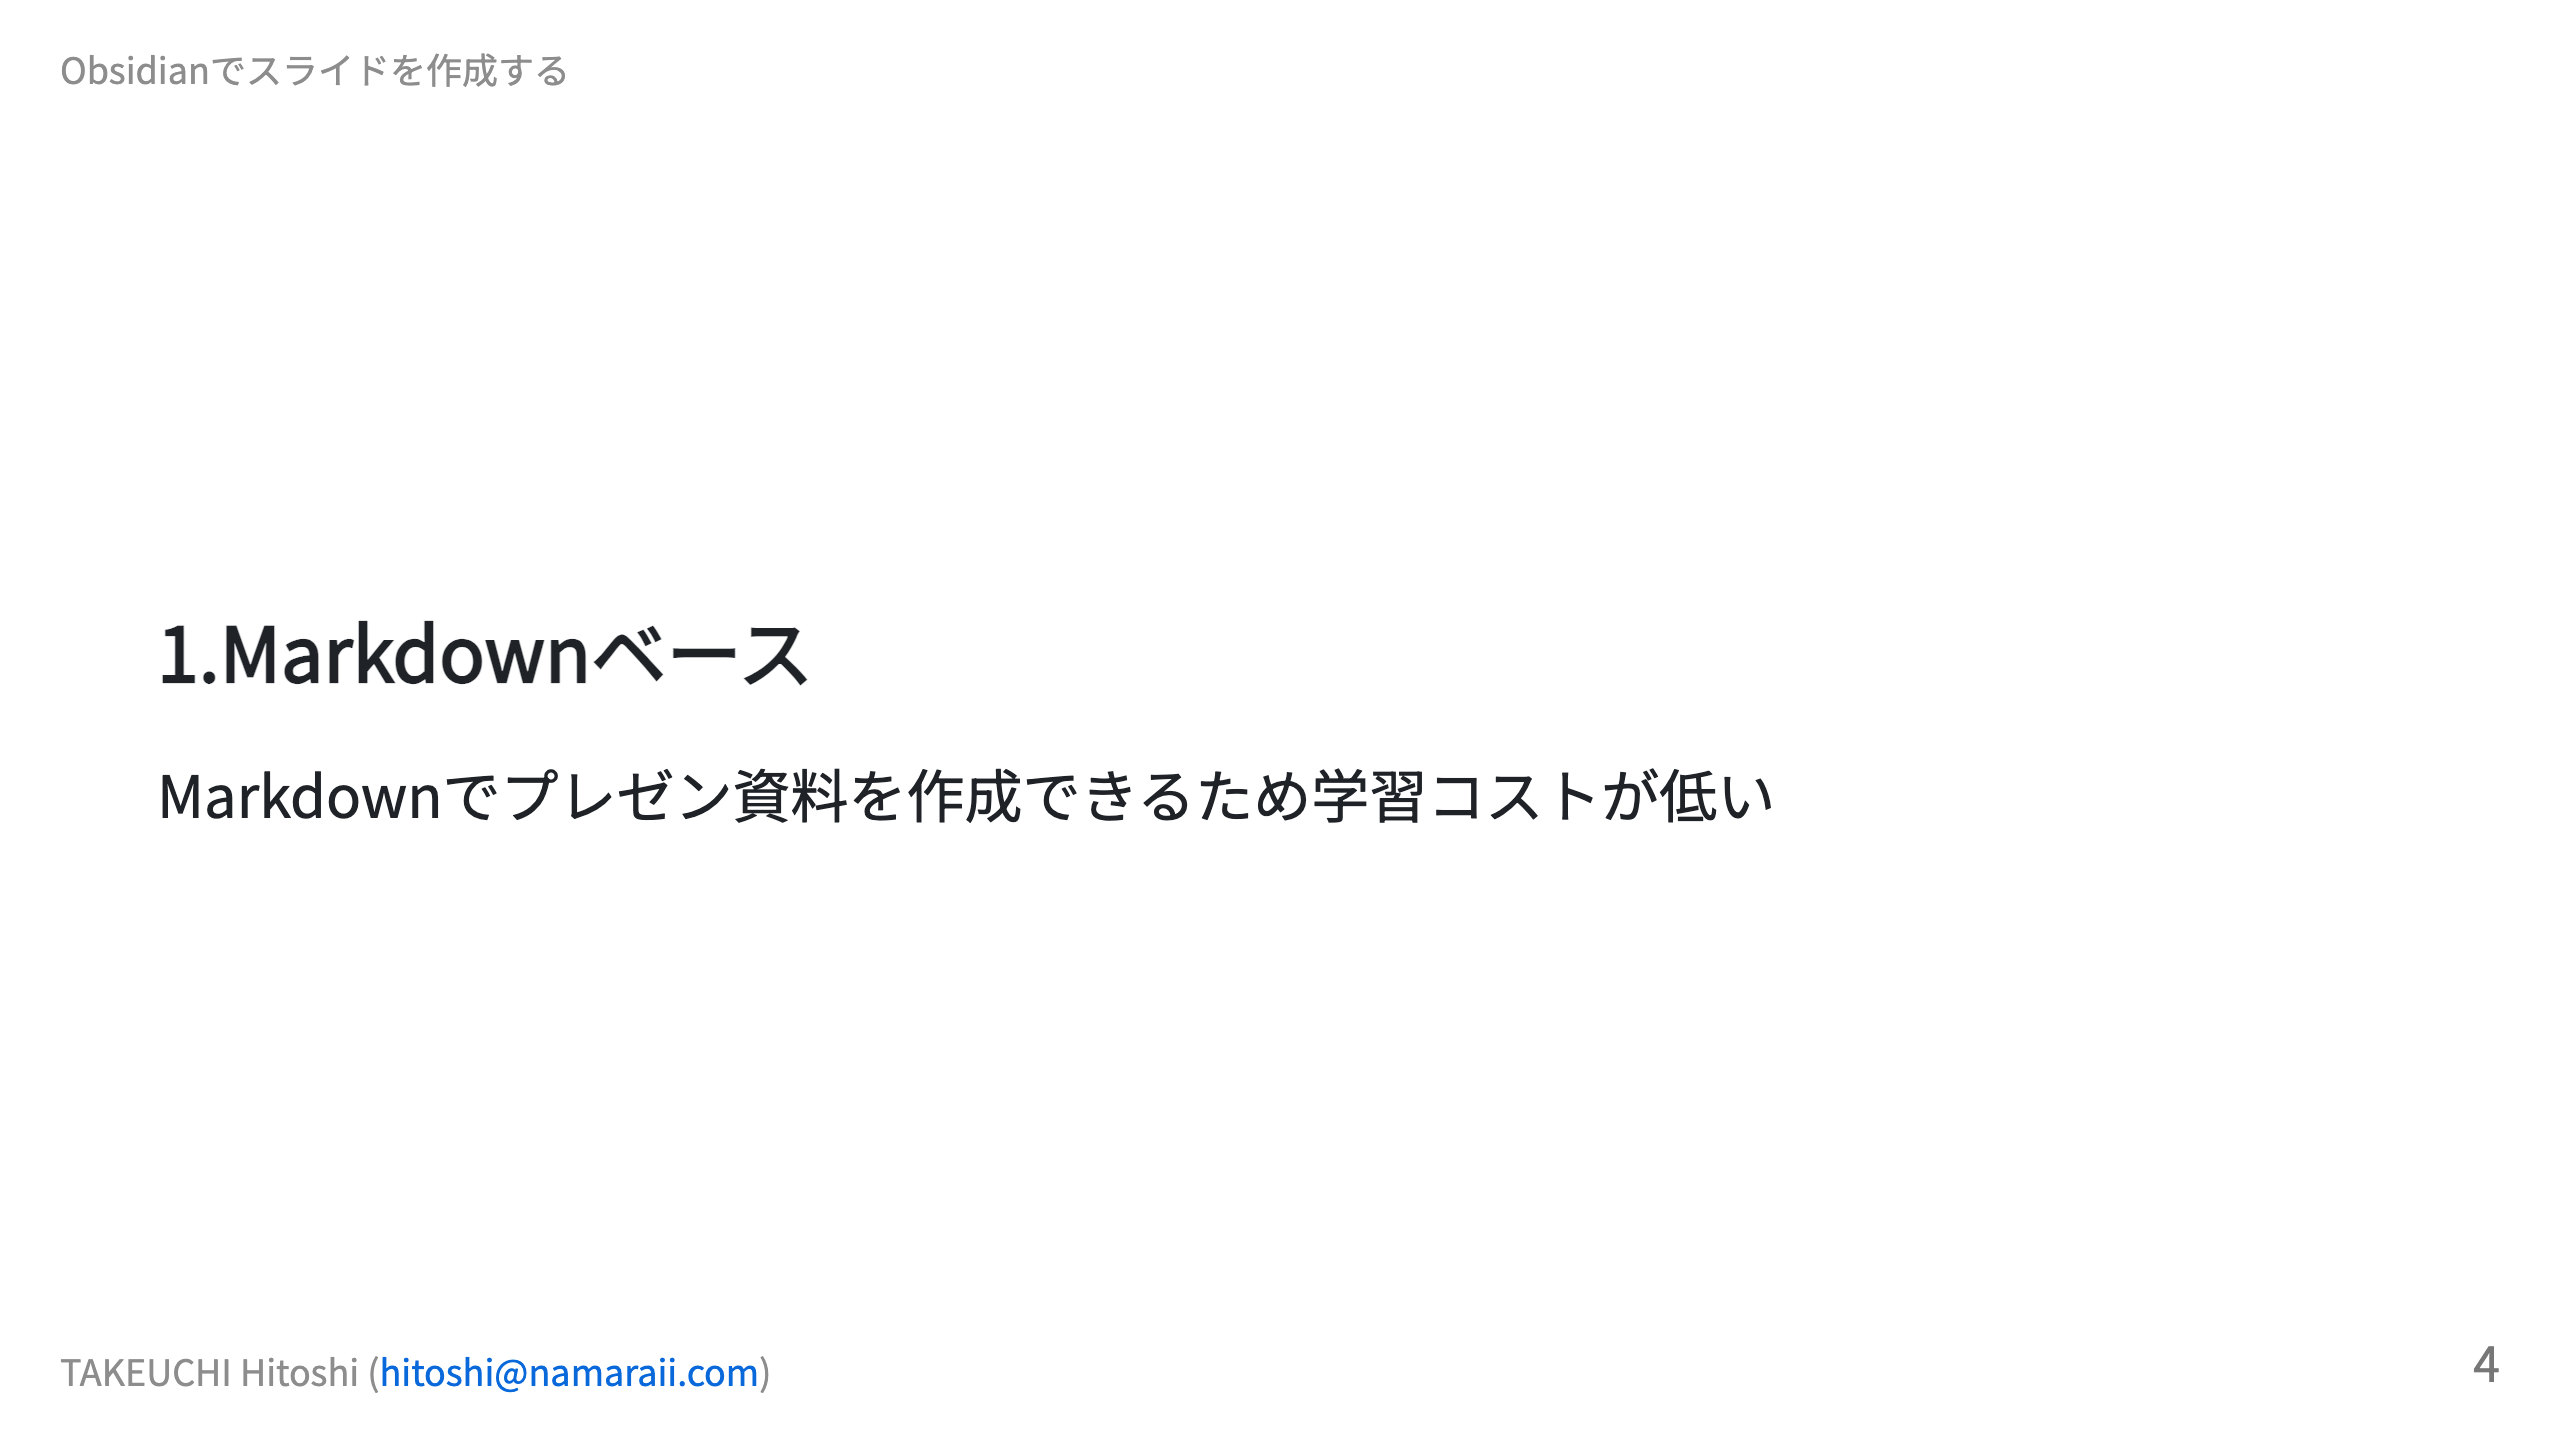 Obsidianでスライドを作成する
1.Markdownベース
Markdownでプレゼン資料を作成できるため学習コストが低い
TAKEUCHI Hitoshi (hitoshi@namaraii.com)
4